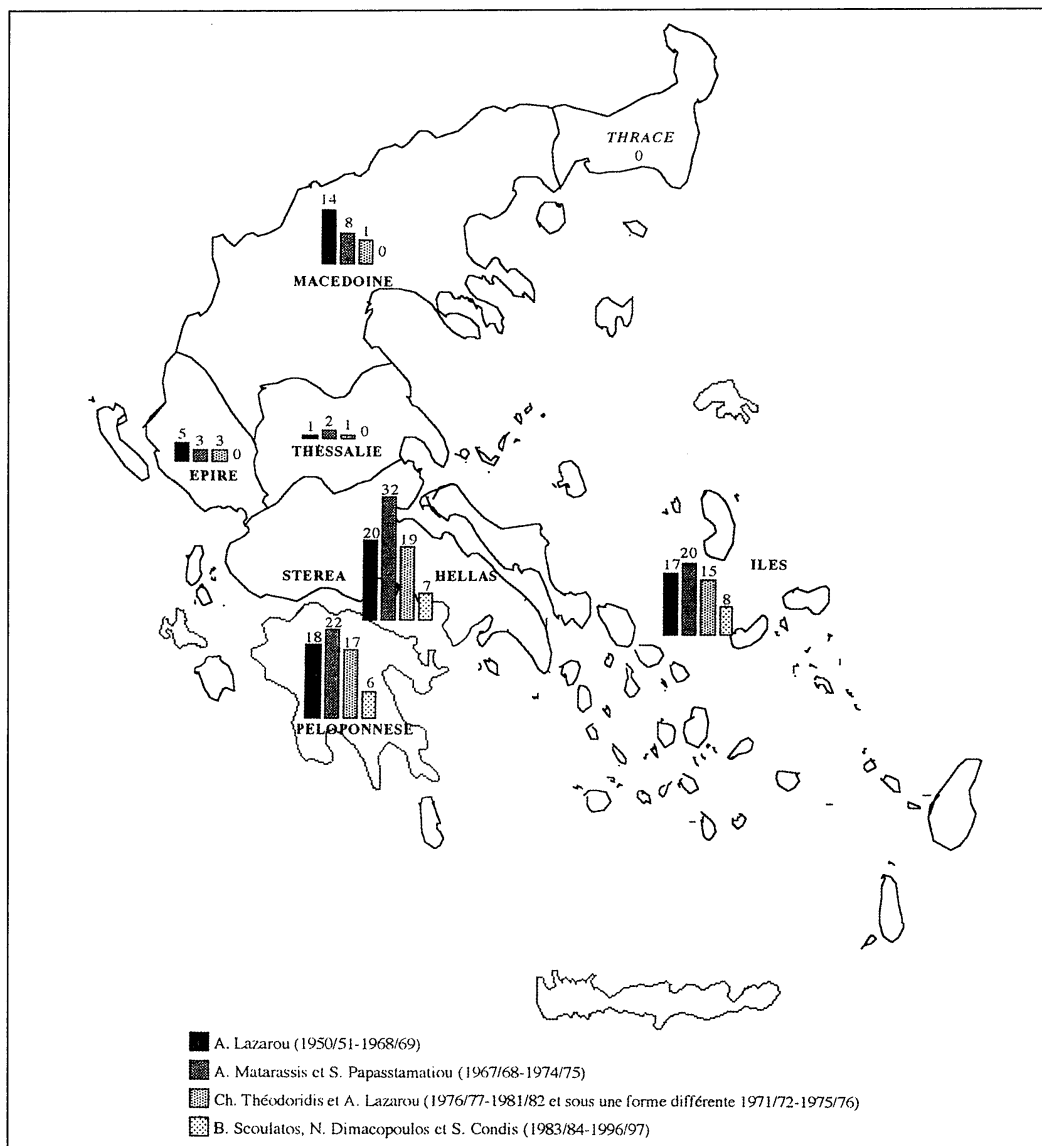 THRACE
0
14
8
1
0
MACEDOINE
5
3
3
0
EPIRE
1
2
1
0
THESSALIE
20
32
19
7
STEREA HELLAS
17
20
15
8
ILES
18
22
17
6
PELOPONNESE
A. Lazarou (1950/51-1968/69)
A. Matarassis et S. Papasstamatiou (1967/68-1974/75)
Ch. Théodoridis et A. Lazarou (1976/77-1981/82 et sous une forme différente 1971/72-1975/76)
B. Scoulatos, N. Dimacopoulos et S. Condis (1983/84-1996/97)